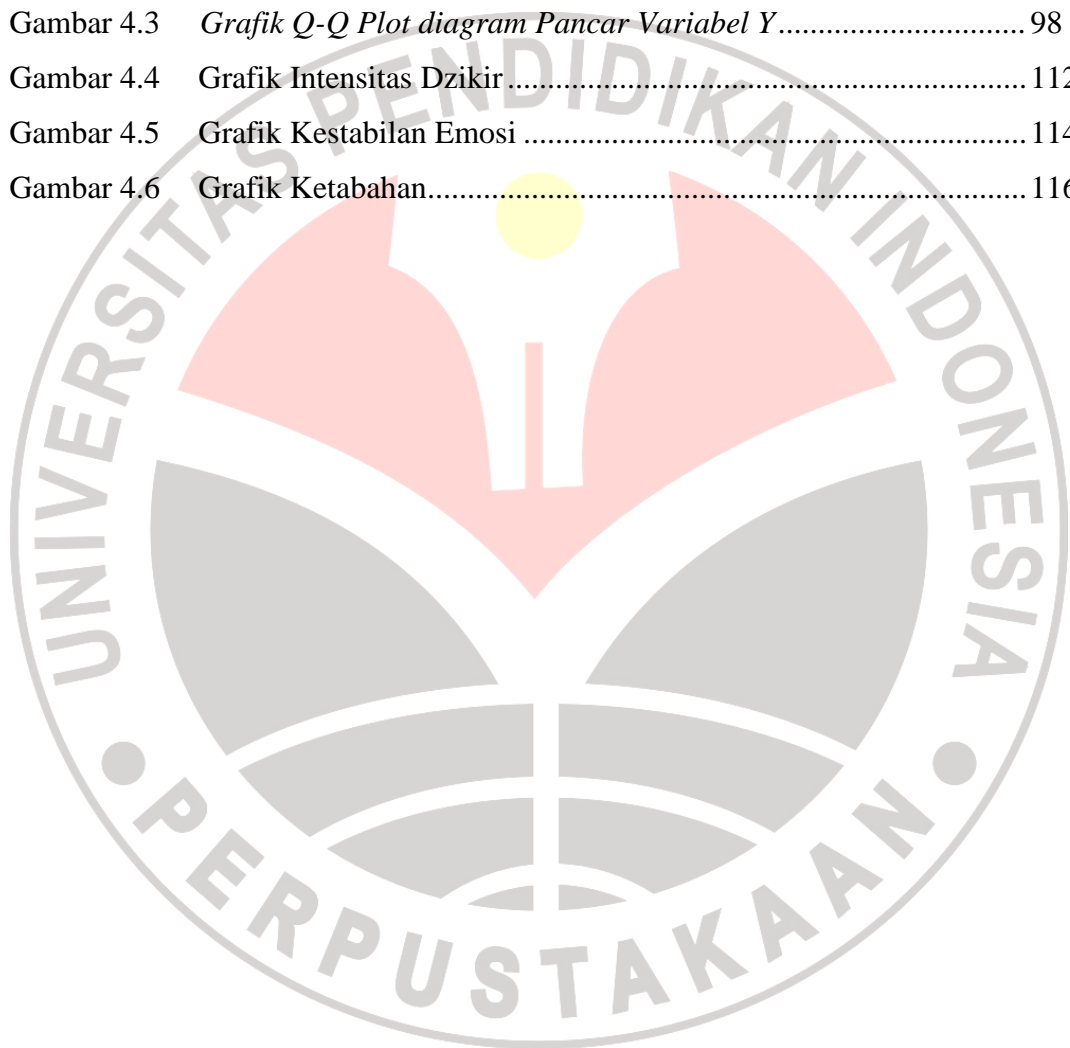 Gambar 4.3 Grafik Q-Q Plot diagram Pancar Variabel Y ............................... 98
Gambar 4.4 Grafik Intensitas Dzikir ................................................................. 112
Gambar 4.5 Grafik Kestabilan Emosi ............................................................... 114
Gambar 4.6 Grafik Ketabahan........................................................................... 116
UNIVERSITAS PENDIDIKAN INDONESIA
PERPUSTAKAAN